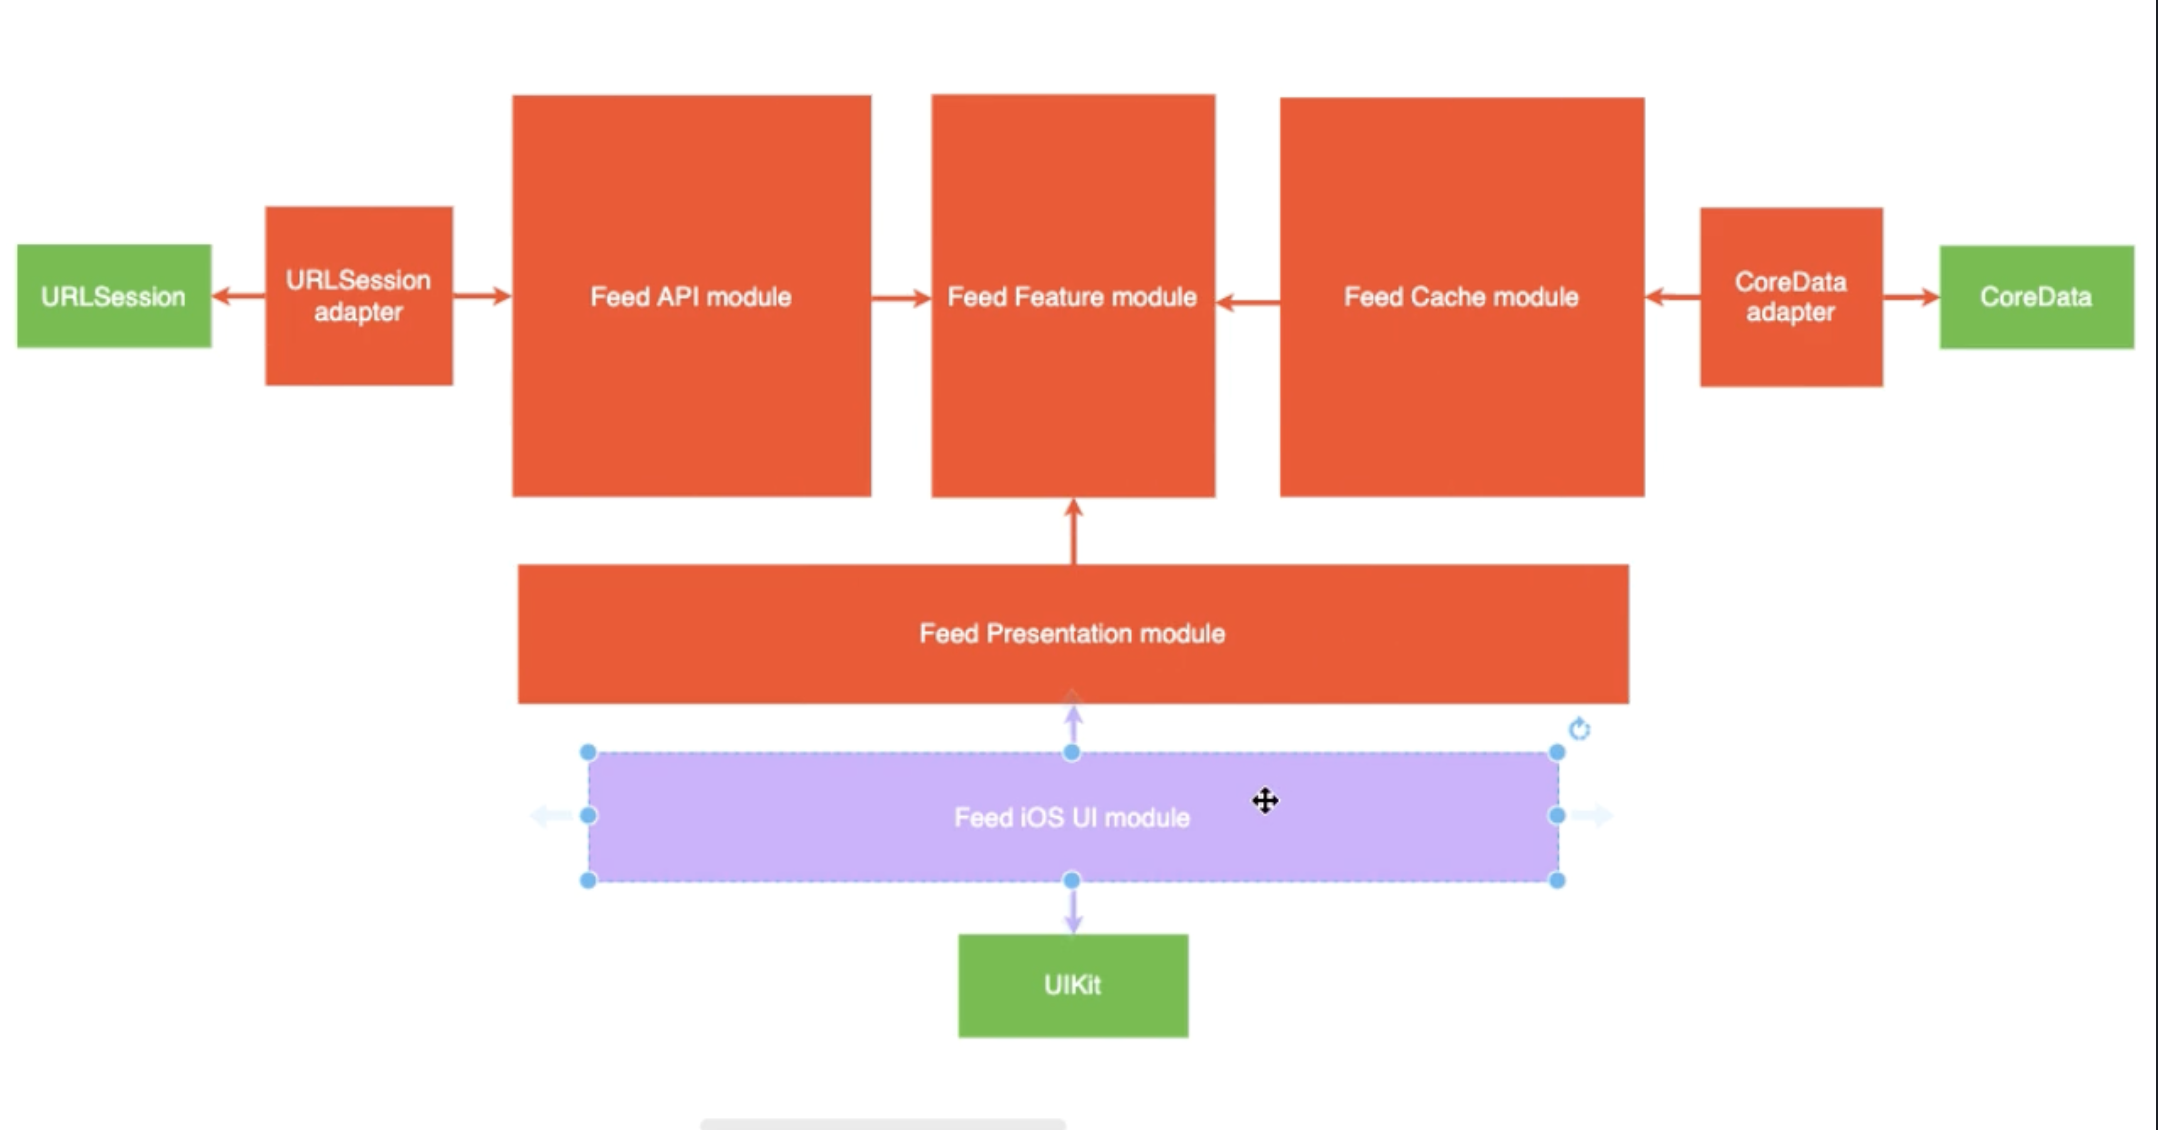 URLSession
URLSession
adapter
Feed API module
Feed Feature module
Feed Cache module
CoreData
adapter
CoreData
Feed Presentation module
Feed iOS UI module
UIKit